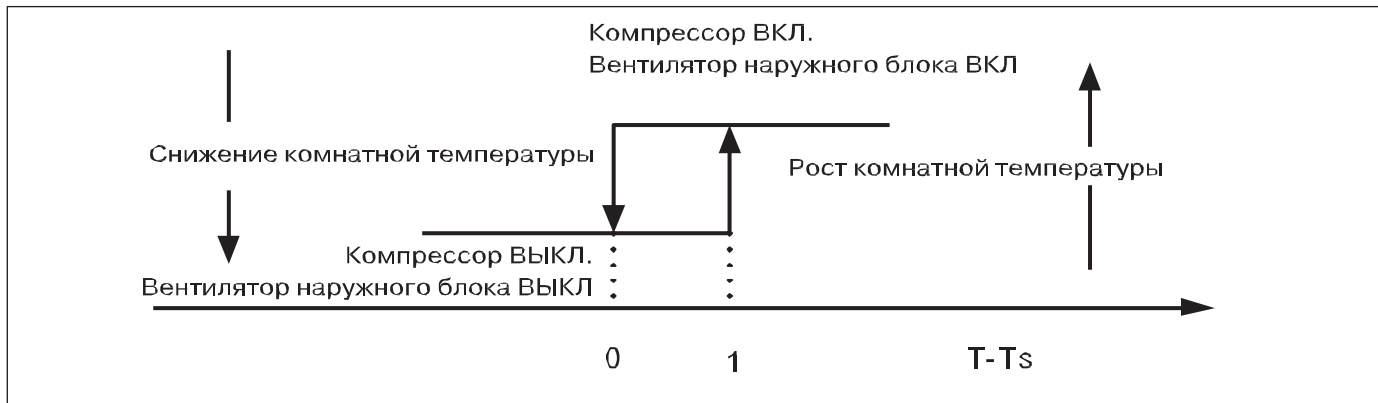 Компрессор ВКЛ.
Вентилятор наружного блока ВКЛ
Снижение комнатной температуры
Рост комнатной температуры
Компрессор ВЫКЛ.
Вентилятор наружного блока ВЫКЛ
0
1
T-Ts